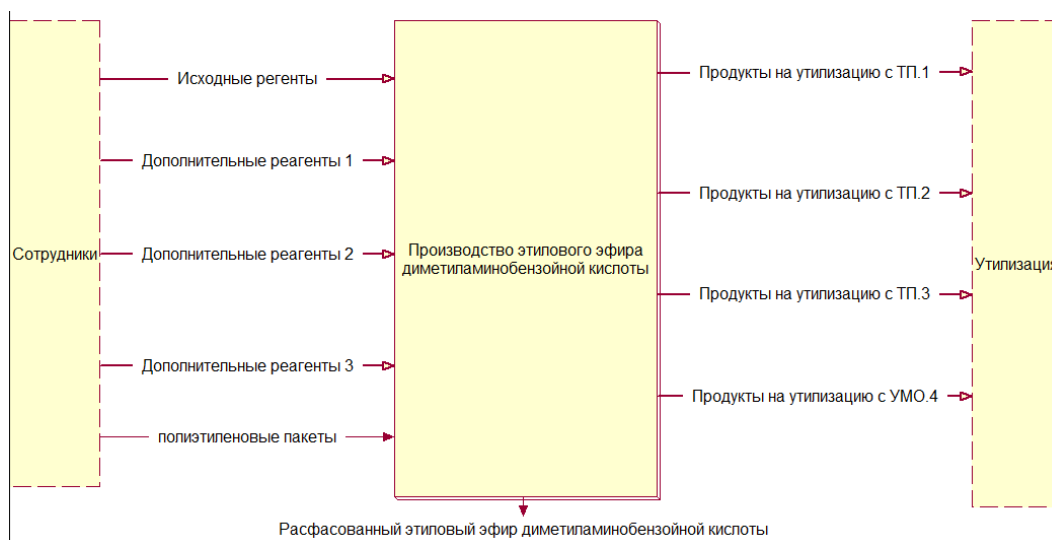 Исходные регенты
Дополнительные реагенты 1
Дополнительные реагенты 2
Дополнительные реагенты 3
полиэтиленовые пакеты
Сотрудники
Производство этипового эфира
диметиламинобензойной кислоты
Продукты на утилизацию с ТП.1
Продукты на утилизацию с ТП.2
Продукты на утилизацию с ТП.3
Продукты на утилизацию с УМО.4
Утилизация
Расфасованный этиловый эфир диметиламинобензойной кислоты